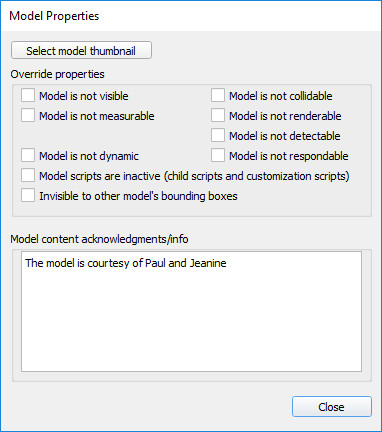 Model Properties
Select model thumbnail
Override properties
Model is not visible
Model is not collidable
Model is not measurable
Model is not renderable
Model is not detectable
Model is not dynamic
Model is not respondable
Model scripts are inactive (child scripts and customization scripts)
Invisible to other model's bounding boxes
Model content acknowledgments/info
The model is courtesy of Paul and Jeanine
Close